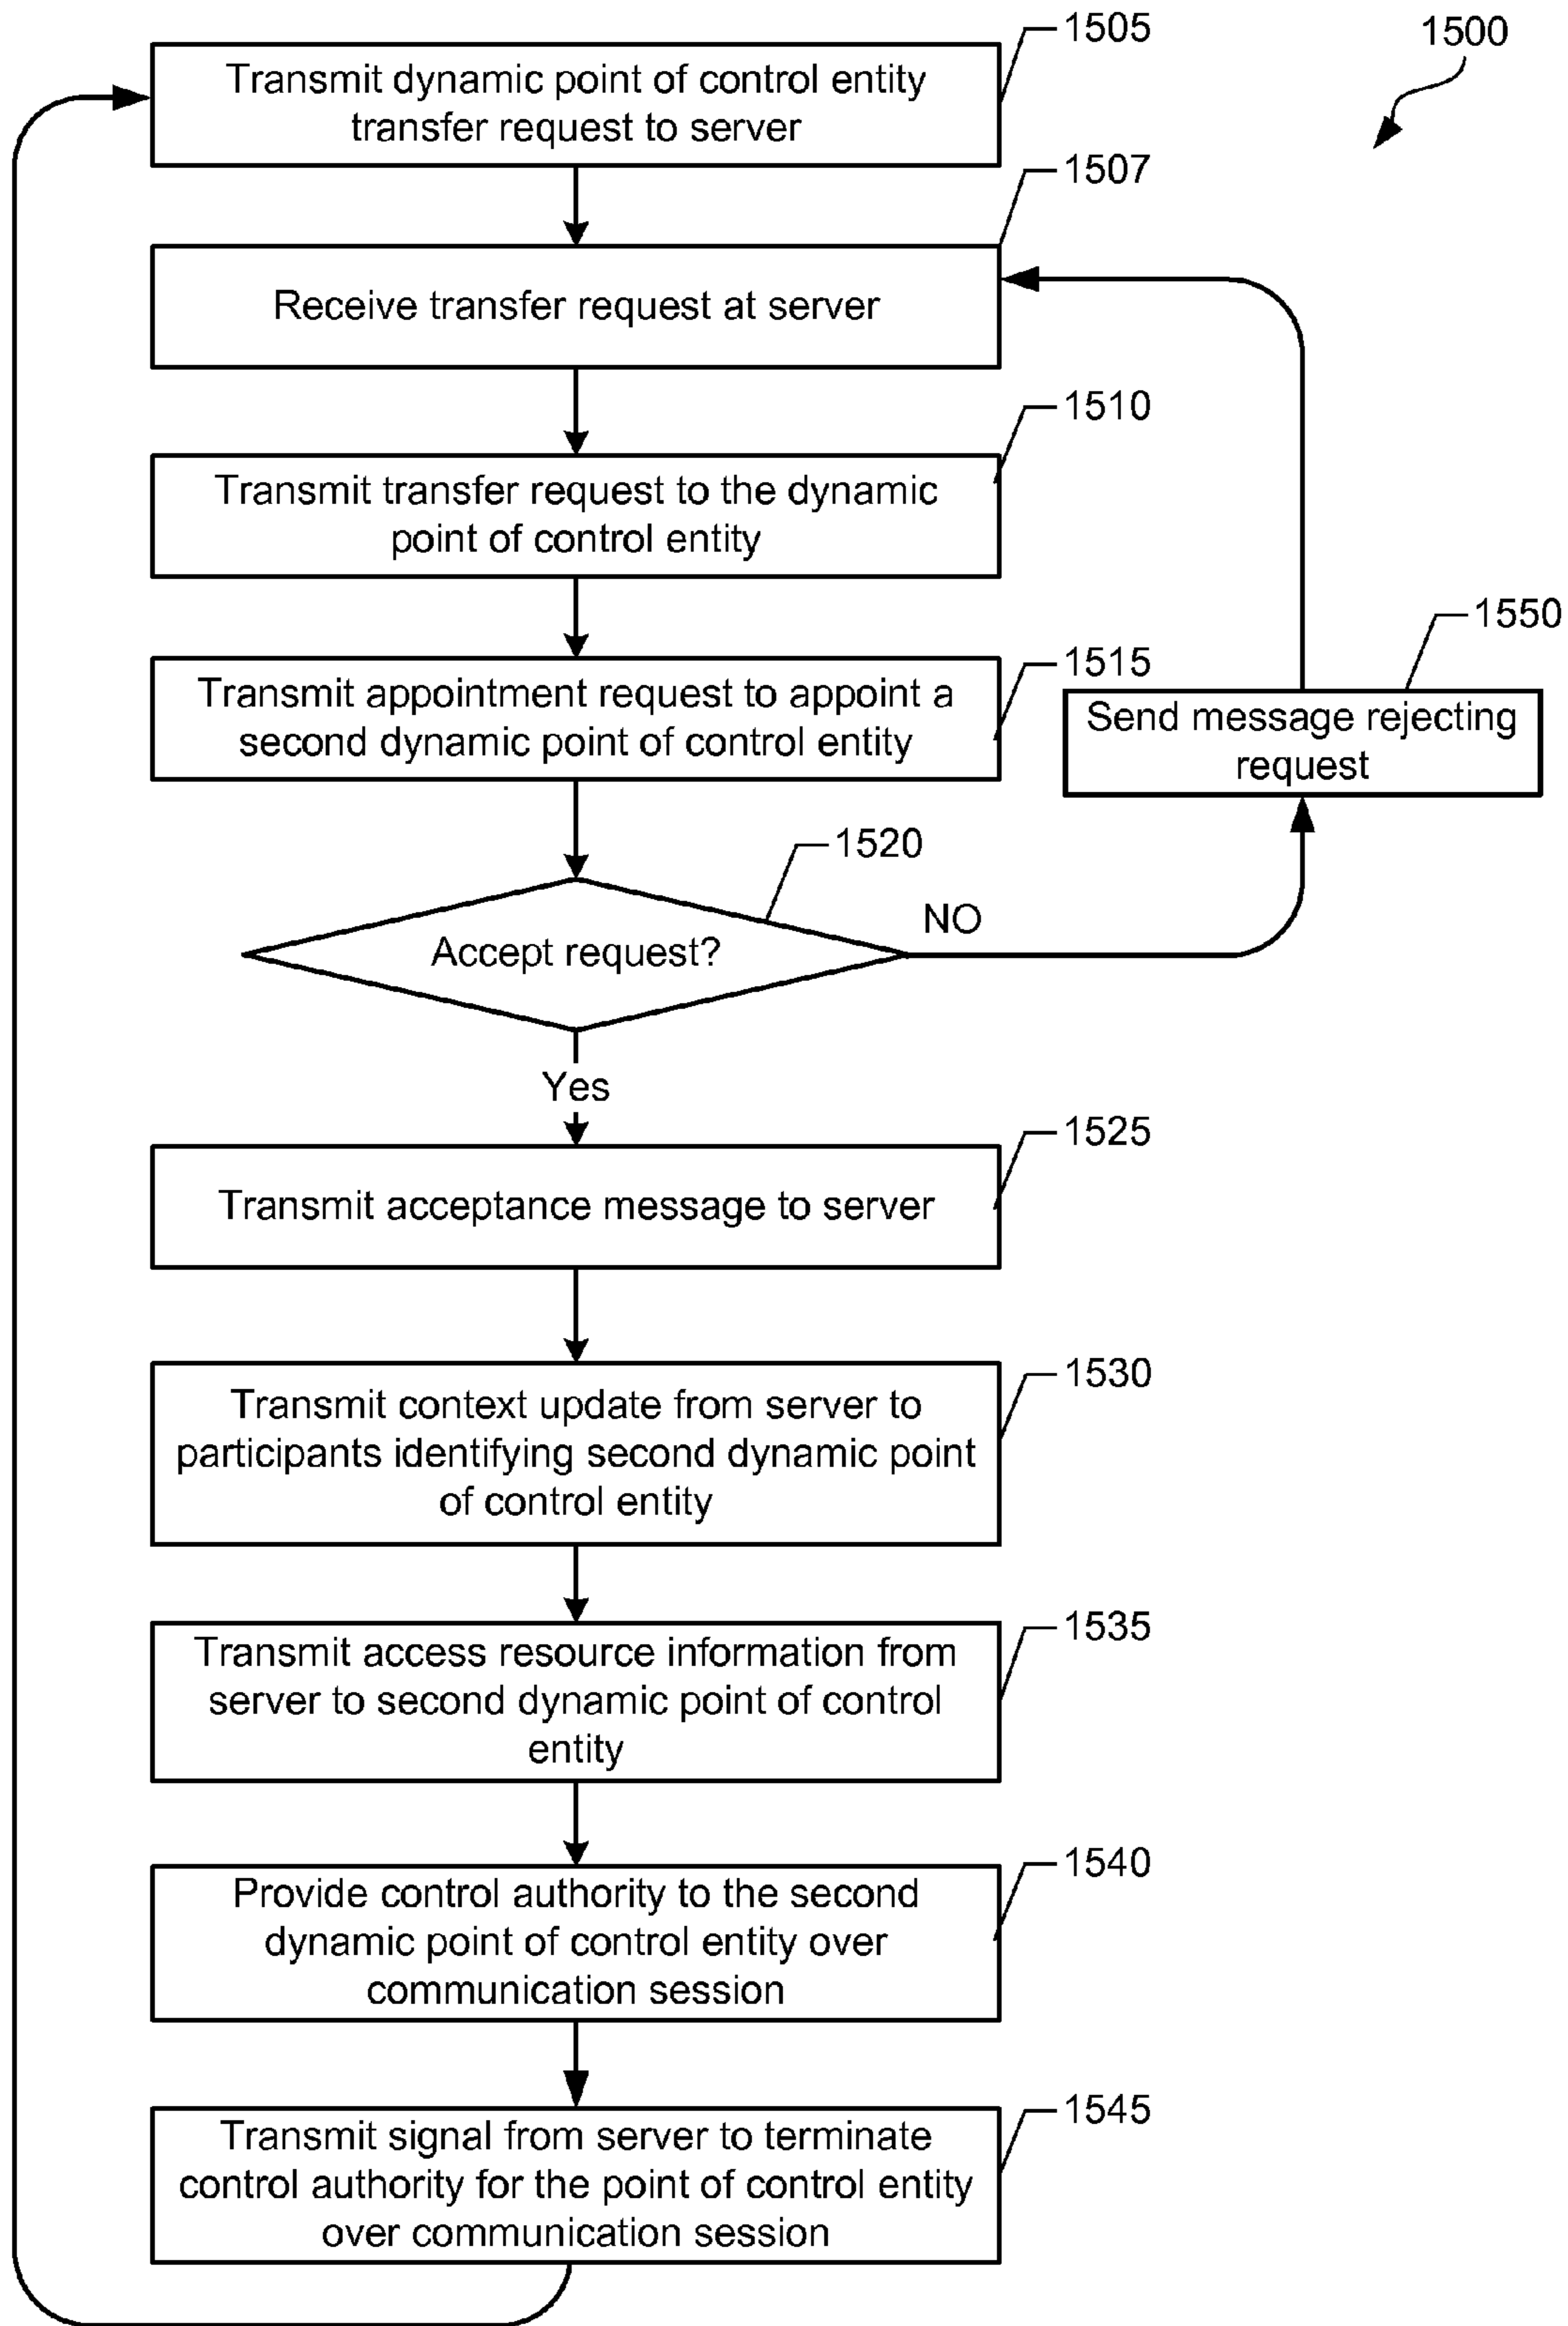 1505
1500
Transmit dynamic point of control entity
transfer request to server
1507
Receive transfer request at server
1510
Transmit transfer request to the dynamic
point of control entity
1550
1515
Transmit appointment request to appoint a
second dynamic point of control entity
Send message rejecting
request
1520
NO
Accept request?
Yes
1525
Transmit acceptance message to server
1530
Transmit context update from server to
participants identifying second dynamic point
of control entity
1535
Transmit access resource information from
server to second dynamic point of control
entity
1540
Provide control authority to the second
dynamic point of control entity over
communication session
1545
Transmit signal from server to terminate
control authority for the point of control entity
over communication session